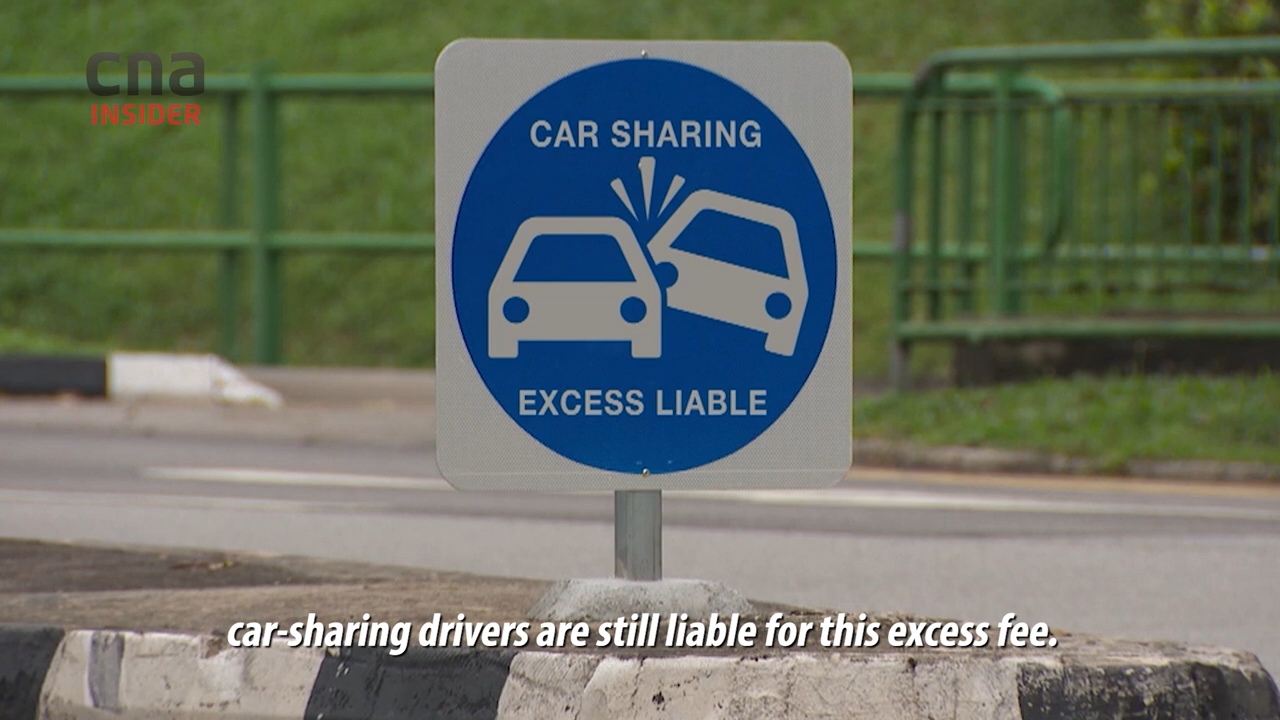 cna
INSIDER
CAR SHARING
EXCESS LIABLE
car-sharing drivers are still liable for this excess fee.